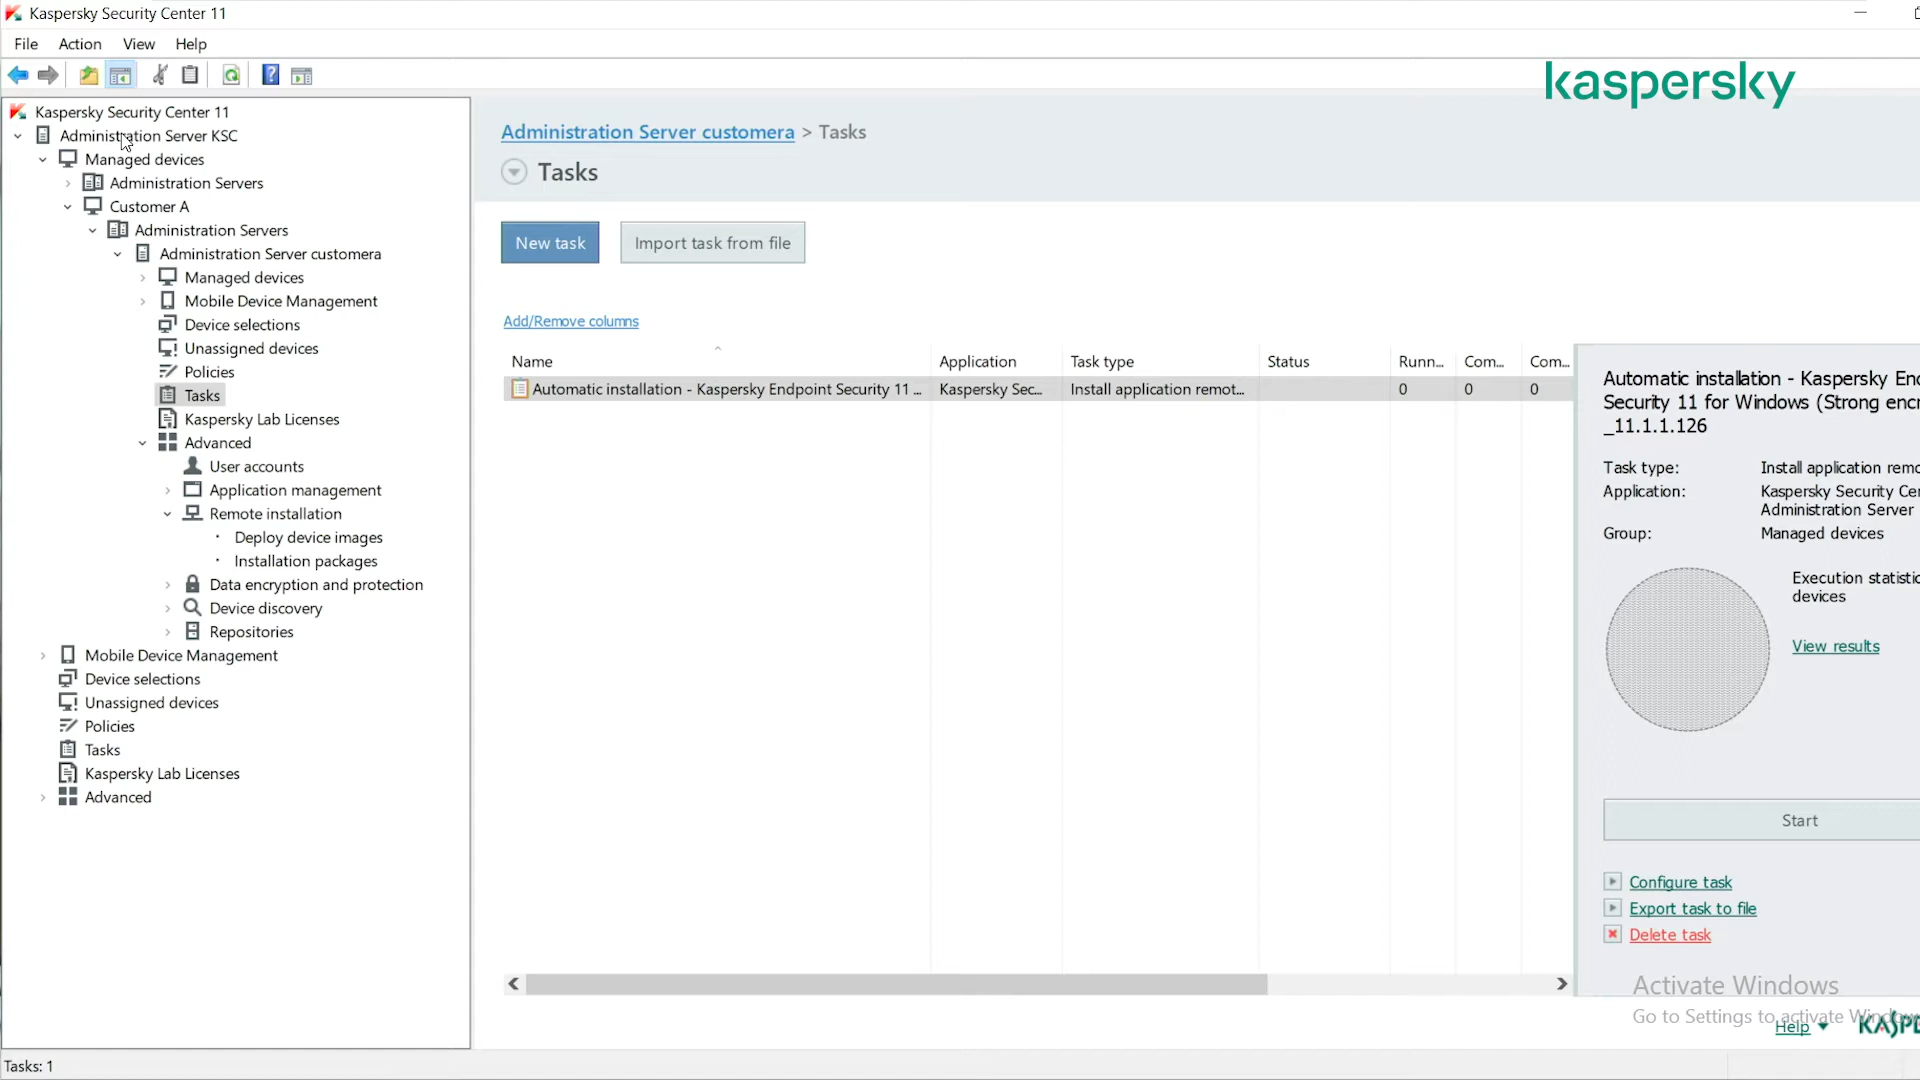 Kaspersky Security Center 11
File Action View Help
kaspersky
Kaspersky Security Center 11
Administration Server KSC
Managed devices
Administration Servers
Customer A
Administration Servers
Administration Server customera
Managed devices
Mobile Device Management
Device selections
Unassigned devices
Policies
Tasks
Kaspersky Lab Licenses
Advanced
User accounts
Application management
Remote installation
Deploy device images
Installation packages
Data encryption and protection
Device discovery
Repositories
Mobile Device Management
Device selections
Unassigned devices
Policies
Tasks
Kaspersky Lab Licenses
Advanced
Administration Server customera > Tasks
Tasks
New task Import task from file
Add/Remove columns
Name Application Task type Status Runn... Com... Com...
Automatic installation - Kaspersky Endpoint Security 11 ... Kaspersky Sec... Install application remot... 0 0 0
Automatic installation - Kaspersky En
Security 11 for Windows (Strong encr
_11.1.1.126
Task type: Install application remo
Application: Kaspersky Security Cen
Administration Server
Group: Managed devices
Execution statistic
devices
View results
Start
Configure task
Export task to file
Delete task
Activate Windows
Go to Settings to activate Windows
Help
KASPE
Tasks: 1